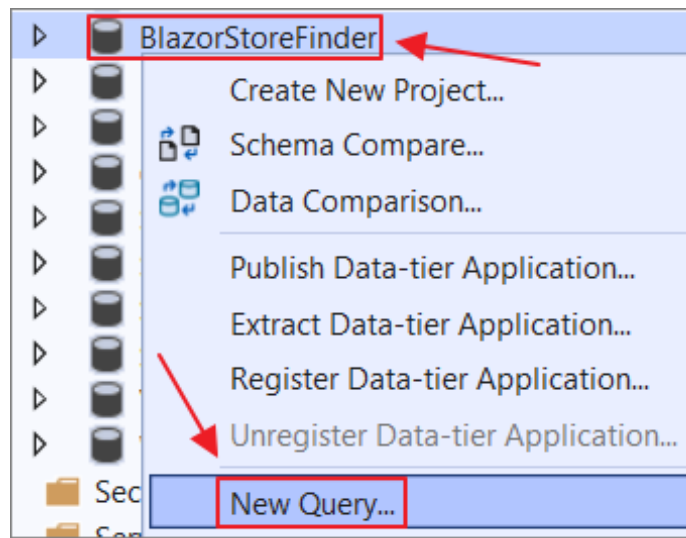 BlazorStoreFinder
Create New Project...
Schema Compare...
Data Comparison...
Publish Data-tier Application...
Extract Data-tier Application...
Register Data-tier Application...
Unregister Data-tier Application...
Sec
New Query...